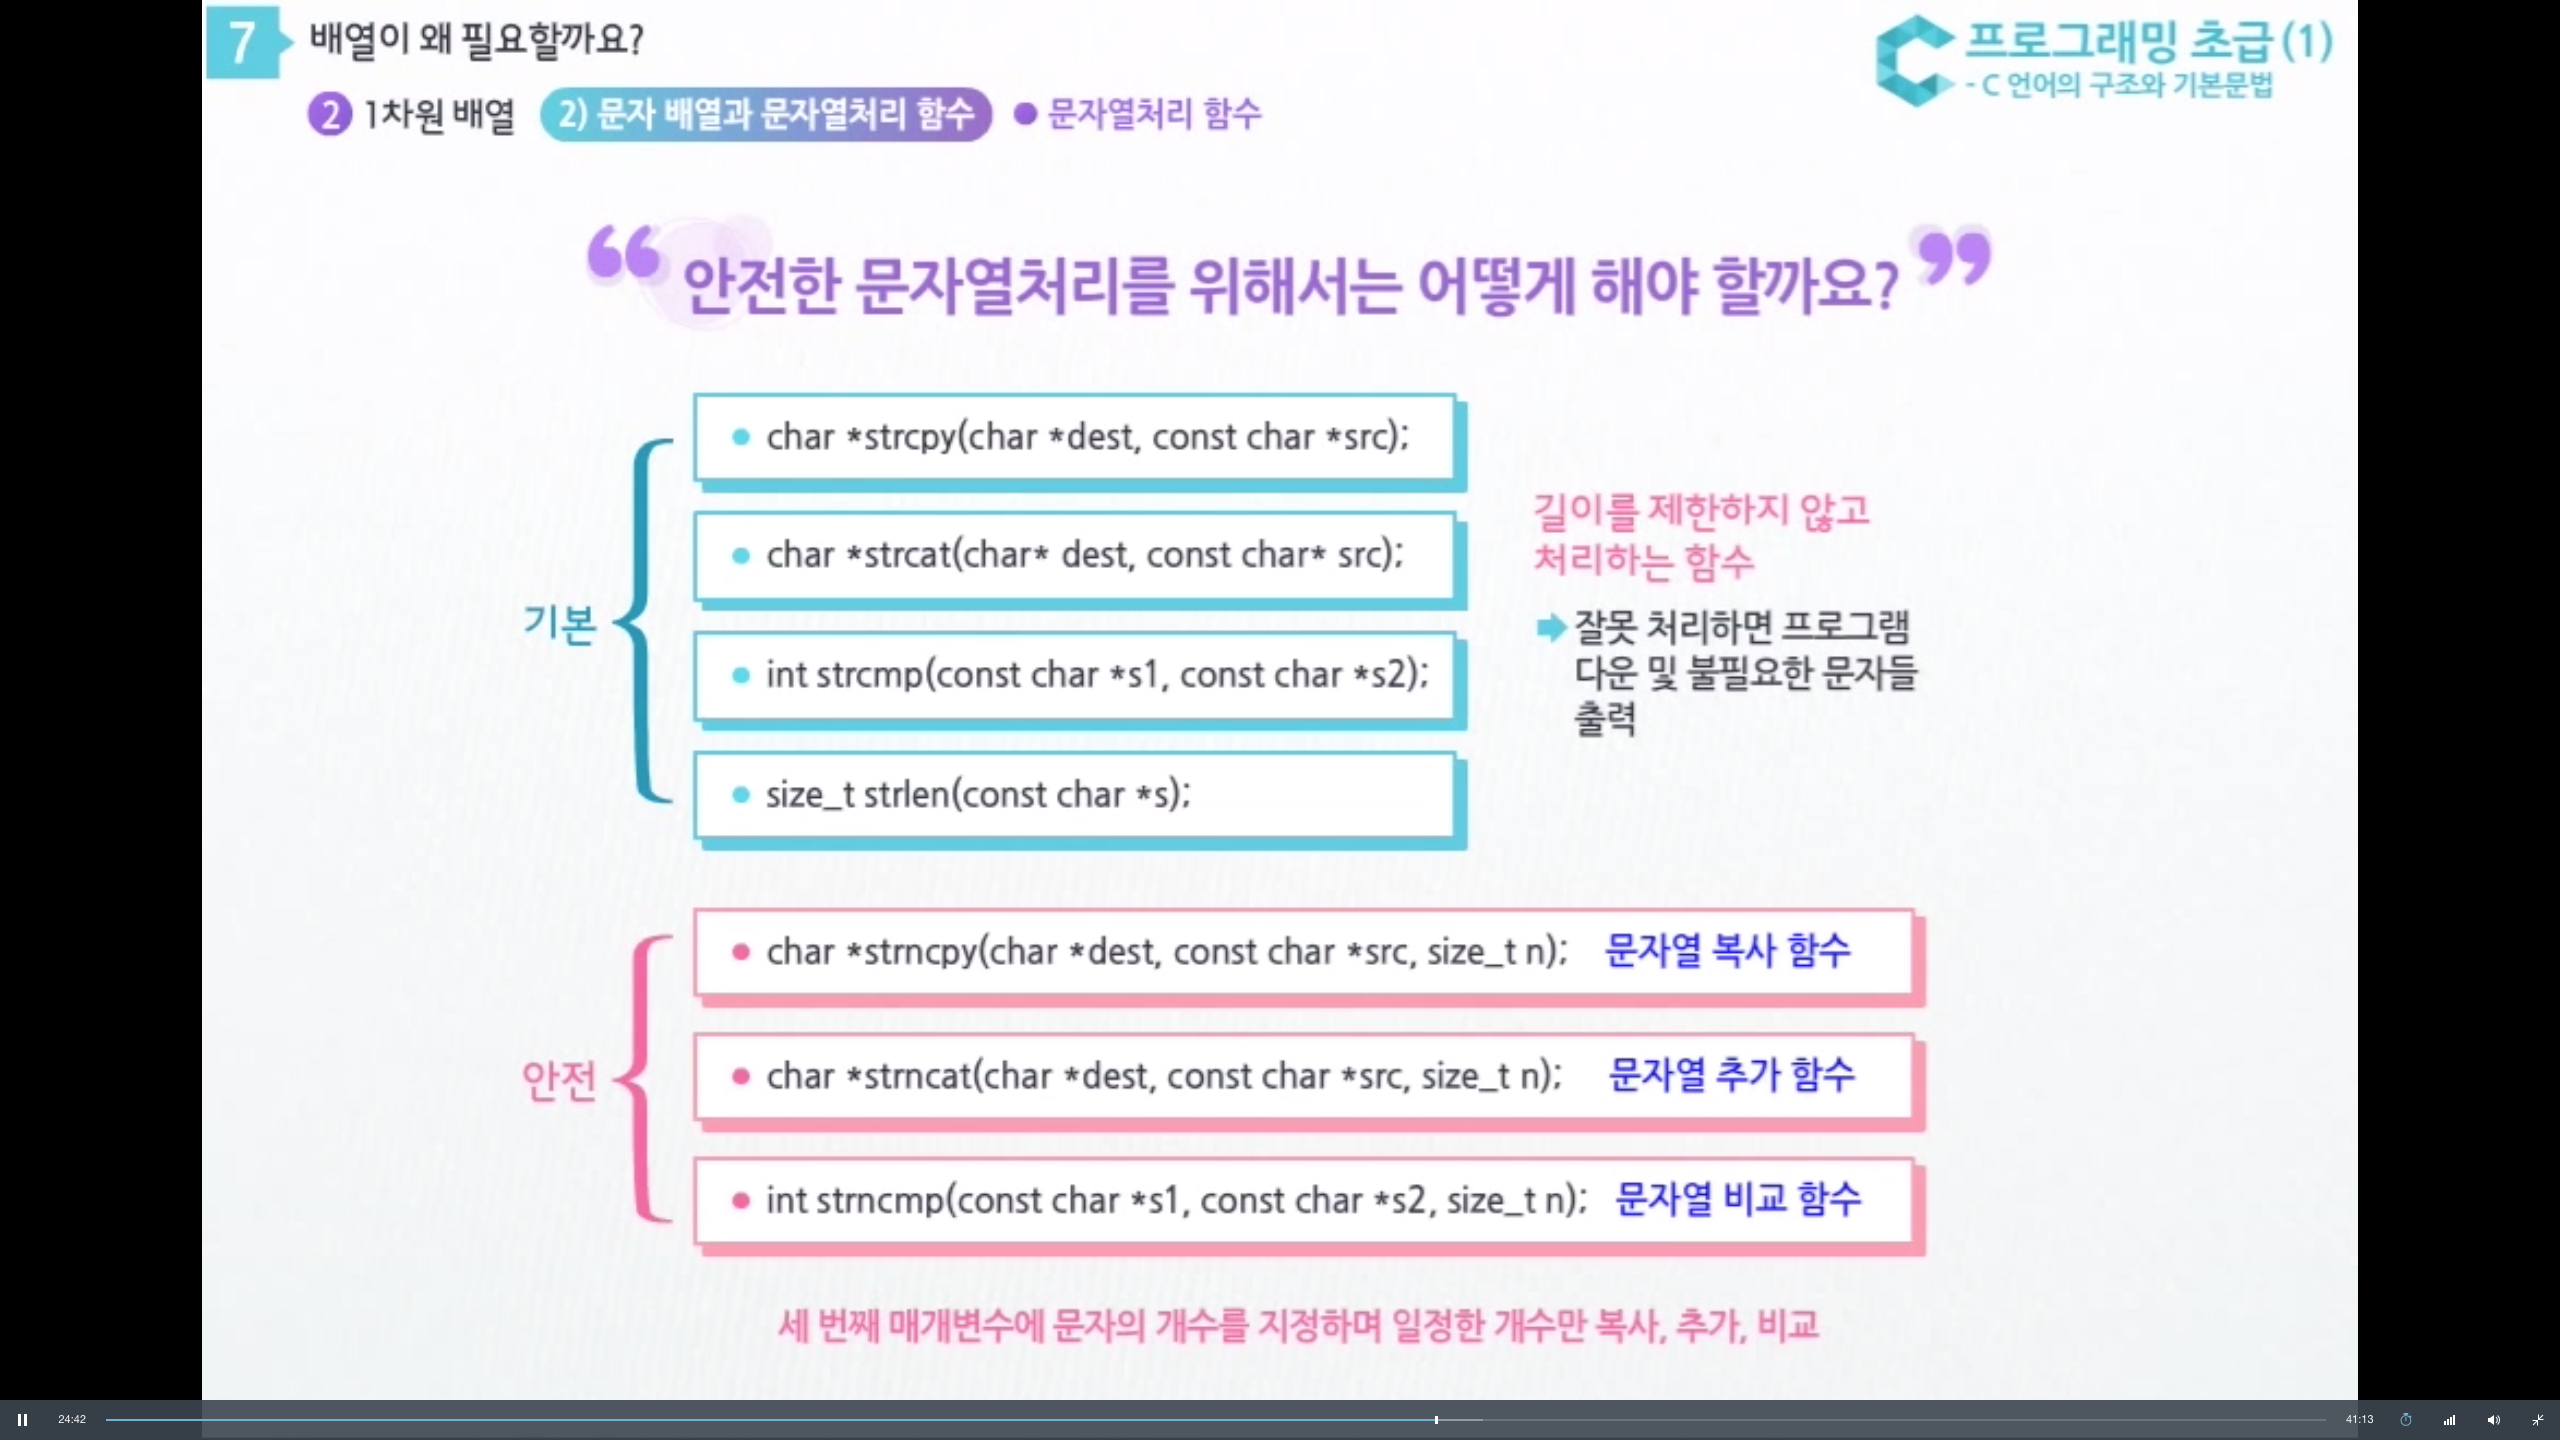 7 배열이 왜 필요할까요?
프로그래밍 초급(1)
- C 언어의 구조와 기본문법
2 1차원 배열 2) 문자 배열과 문자열처리 함수 ● 문자열처리 함수
“안전한 문자열처리를 위해서는 어떻게 해야 할까요?”
기본
● char *strcpy(char *dest, const char *src);
● char *strcat(char* dest, const char* src);
● int strcmp(const char *s1, const char *s2);
● size_t strlen(const char *s);
길이를 제한하지 않고
처리하는 함수
잘못 처리하면 프로그램
다운 및 불필요한 문자들
출력
안전
● char *strncpy(char *dest, const char *src, size_t n); 문자열 복사 함수
● char *strncat(char *dest, const char *src, size_t n); 문자열 추가 함수
● int strncmp(const char *s1, const char *s2, size_t n); 문자열 비교 함수
세 번째 매개변수에 문자의 개수를 지정하며 일정한 개수만 복사, 추가, 비교
24:42
41:13